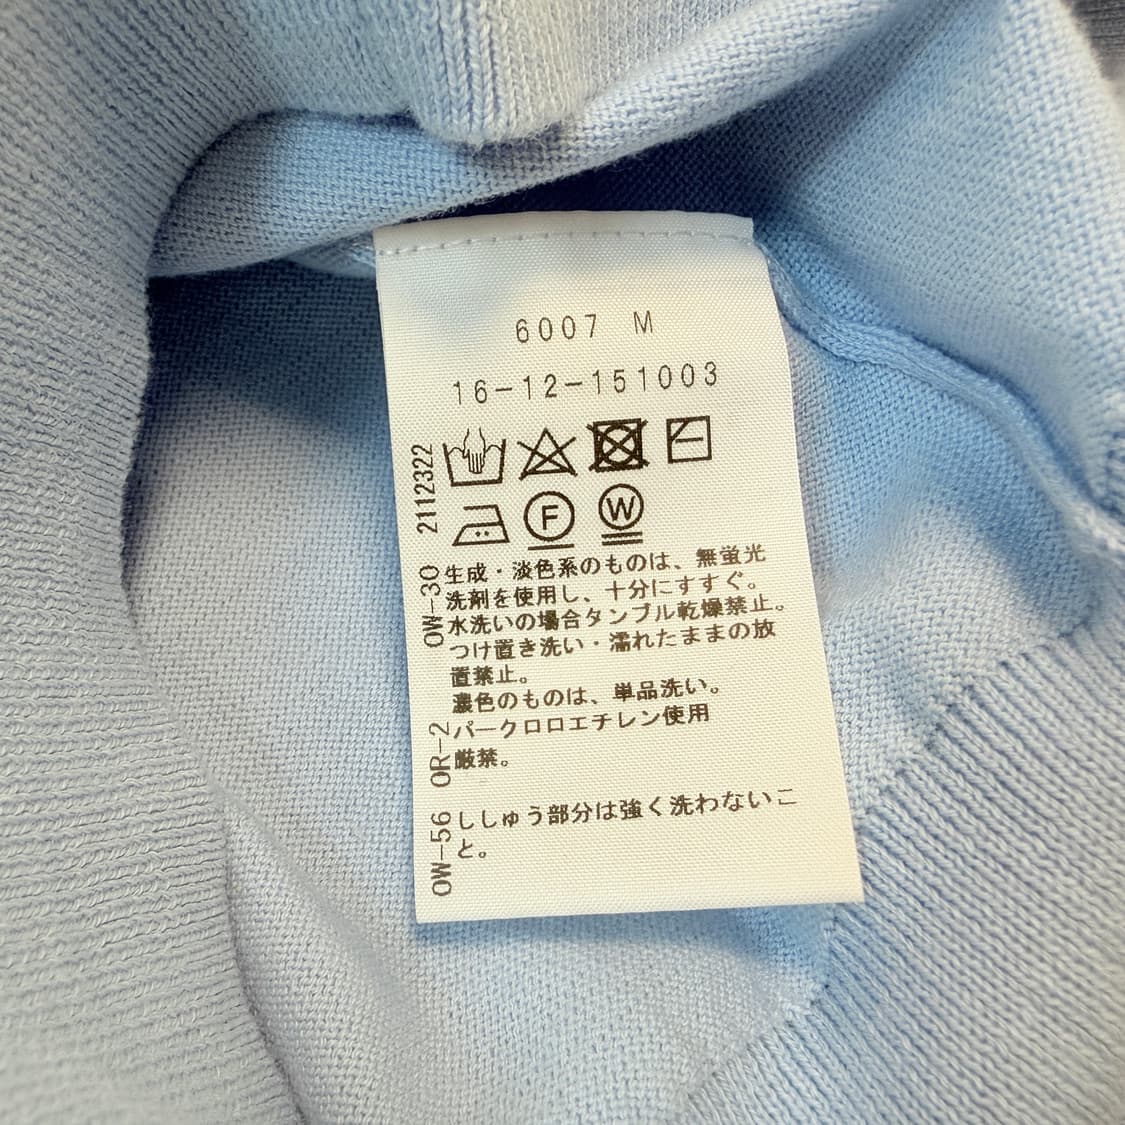 6007 M
16-12-151003
2112322
F
W
OW-30
生成・淡色系のものは、無蛍光
洗剤を使用し、十分にすすぐ。
水洗いの場合タンブル乾燥禁止。
つけ置き洗い・濡れたままの放
置禁止。
濃色のものは、単品洗い。
OR-2
パークロロエチレン使用
厳禁。
OW-56
ししゅう部分は強く洗わないこ
と。